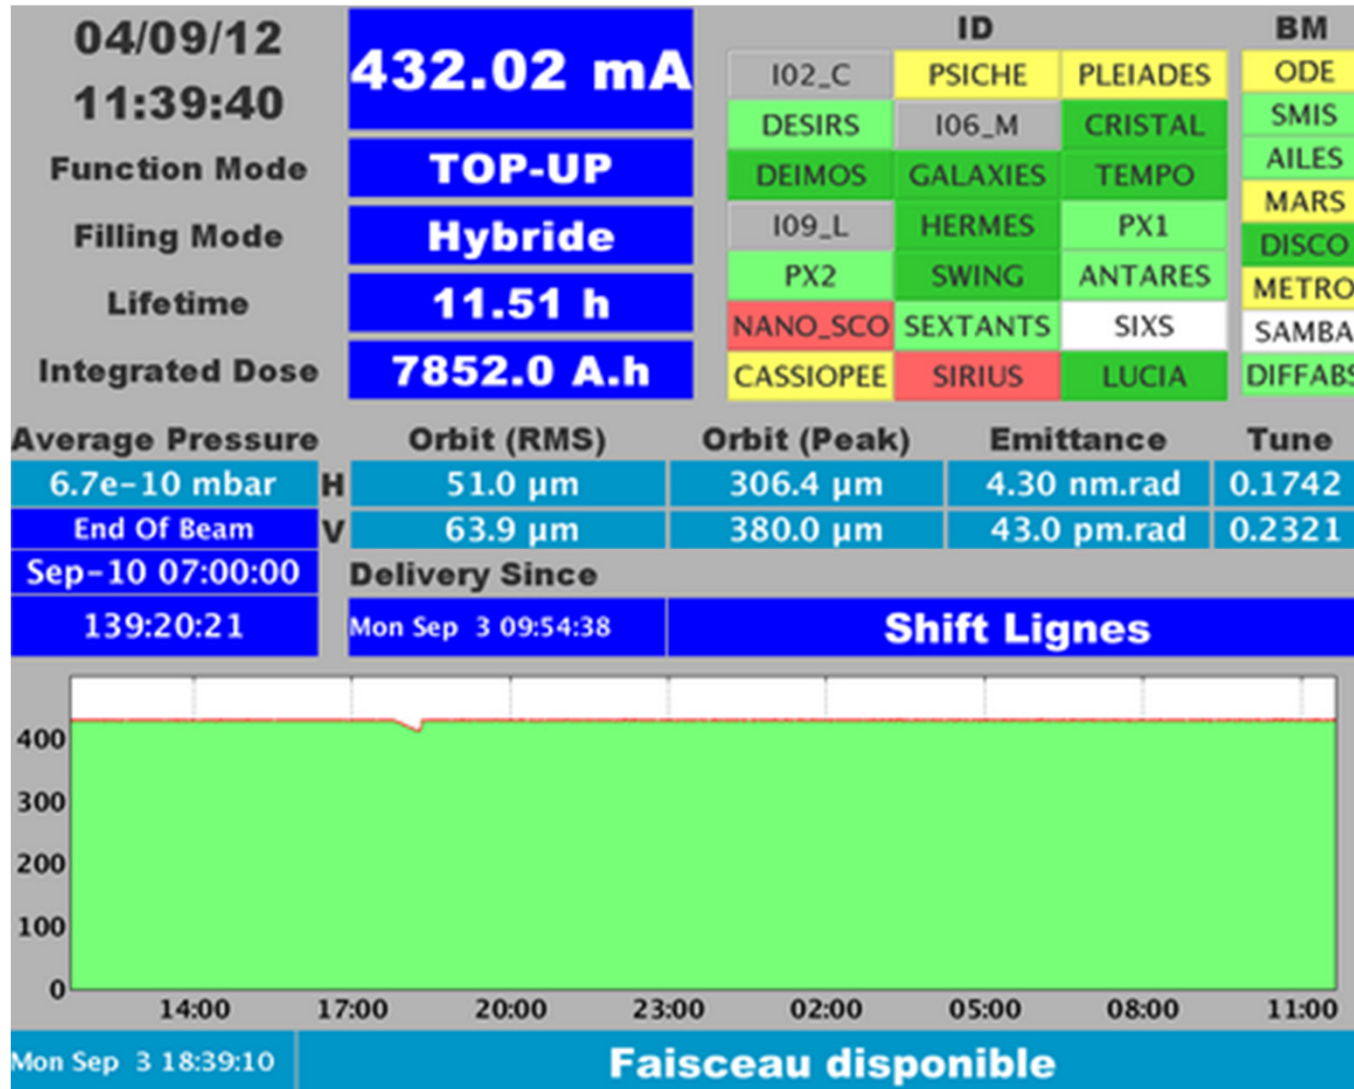 04/09/12
11:39:40
432.02 mA
Function Mode TOP-UP
Filling Mode Hybride
Lifetime 11.51 h
Integrated Dose 7852.0 A.h
ID
I02_C PSICHE PLEIADES
DESIRS I06_M CRISTAL
DEIMOS GALAXIES TEMPO
I09_L HERMES PX1
PX2 SWING ANTARES
NANO_SCO SEXTANTS SIXS
CASSIOPEE SIRIUS LUCIA
BM
ODE
SMIS
AILES
MARS
DISCO
METRO
SAMBA
DIFFABS
Average Pressure Orbit (RMS) Orbit (Peak) Emittance Tune
6.7e-10 mbar H 51.0 µm 306.4 µm 4.30 nm.rad 0.1742
End Of Beam V 63.9 µm 380.0 µm 43.0 pm.rad 0.2321
Sep-10 07:00:00 Delivery Since
139:20:21 Mon Sep 3 09:54:38 Shift Lignes
400
300
200
100
0
14:00 17:00 20:00 23:00 02:00 05:00 08:00 11:00
Mon Sep 3 18:39:10 Faisceau disponible